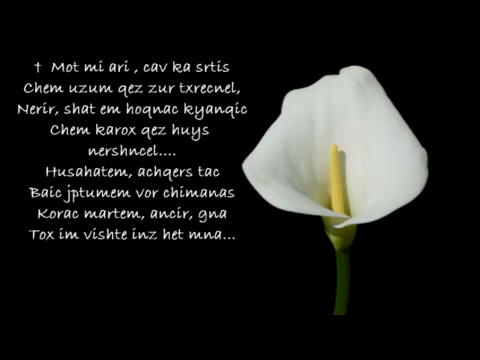 † Mot mi ari , cav ka srtis
Chem uzum qez zur txrecnel,
Nerir, shat em hoqnac kyanqic
Chem karox qez huys
nershncel....
Husahatem, achqers tac
Baic jptumem vor chimanas
Korac martem, ancir, gna
Tox im vishte inz het mna...